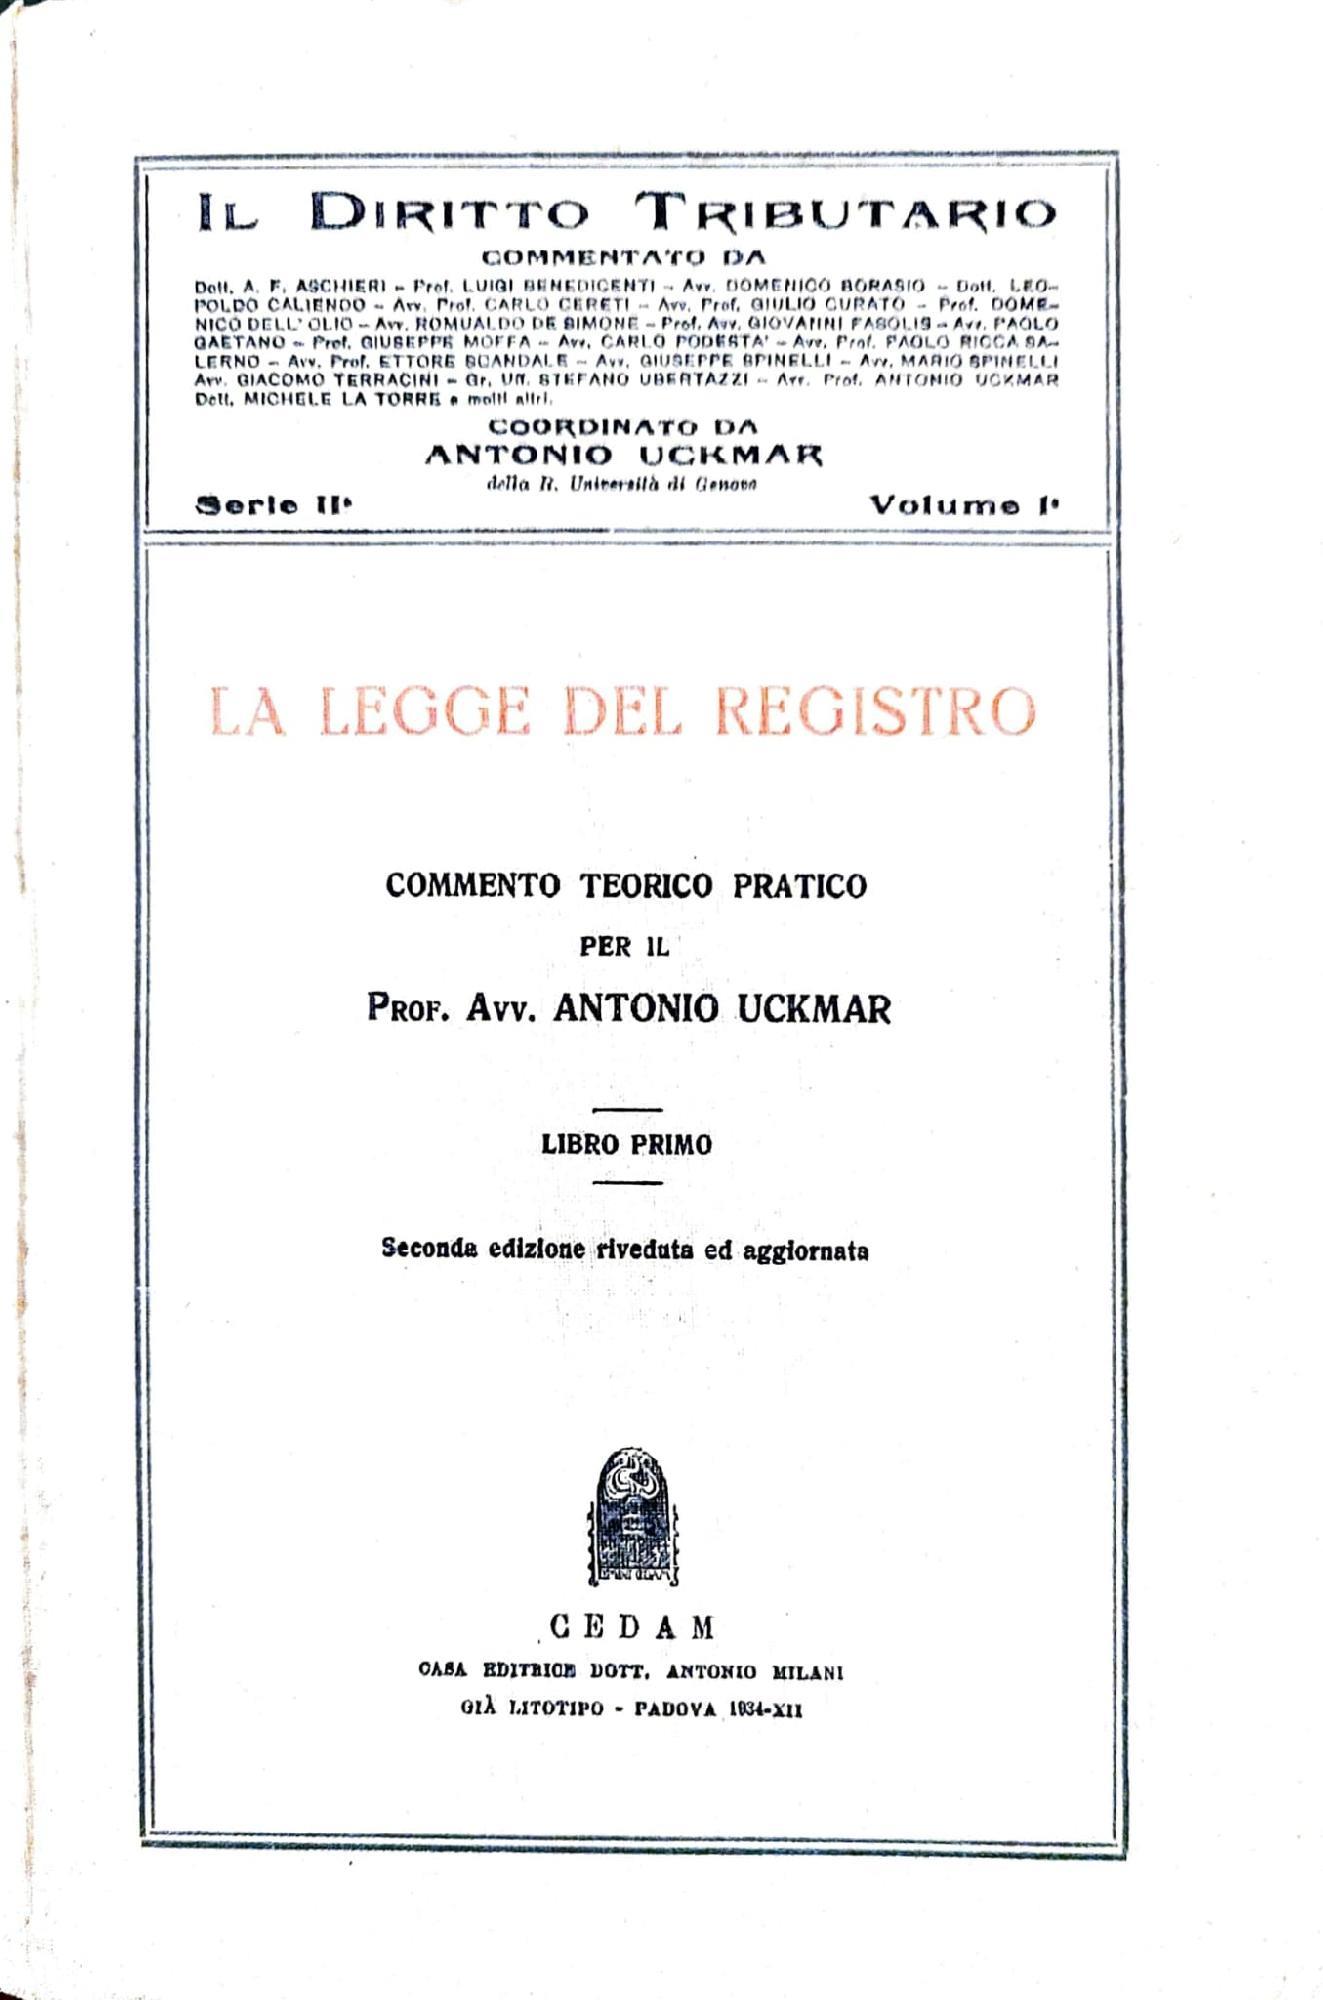 IL DIRITTO TRIBUTARIO
COMMENTATO DA
Dott. A. F. ASCHIERI - Prof. LUIGI BENEDICENTI - Avv. DOMENICO BORASIO - Dott. LEO-
POLDO CALIENDO - Avv. Prof. CARLO CERETI - Avv. Prof. GIULIO CURATO - Prof. DOME-
NICO DELL'OLIO - Avv. ROMUALDO DE SIMONE - Prof. Avv. GIOVANNI FASOLIS - Avv. PAOLO
GAETANO - Prof. GIUSEPPE MOFFA - Avv. CARLO PODESTA' - Avv. Prof. PAOLO RICCA SA-
LERNO - Avv. Prof. ETTORE SCANDALE - Avv. GIUSEPPE SPINELLI - Avv. MARIO SPINELLI
Avv. GIACOMO TERRACINI - Gr. Uff. STEFANO UBERTAZZI - Avv. Prof. ANTONIO UCKMAR
Dott. MICHELE LA TORRE e molti altri.
COORDINATO DA
ANTONIO UCKMAR
della R. Università di Genova
Serie IIª Volume Iº
LA LEGGE DEL REGISTRO
COMMENTO TEORICO PRATICO
PER IL
PROF. AVV. ANTONIO UCKMAR
LIBRO PRIMO
Seconda edizione riveduta ed aggiornata
CEDAM
CASA EDITRICE DOTT. ANTONIO MILANI
GIÀ LITOTIPO - PADOVA 1934-XII